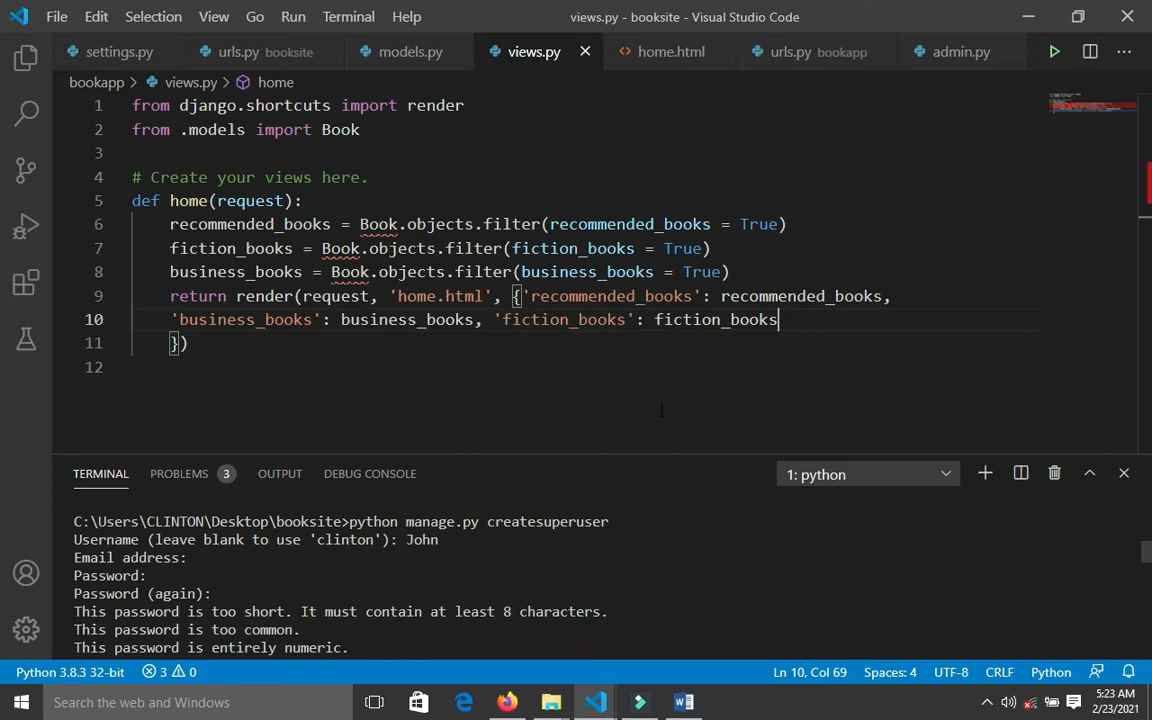 File Edit Selection View Go Run Terminal Help views.py - booksite - Visual Studio Code
settings.py urls.py booksite models.py views.py home.html urls.py bookapp admin.py
bookapp > views.py > home
1 from django.shortcuts import render
2 from .models import Book
3
4 # Create your views here.
5 def home(request):
6 recommended_books = Book.objects.filter(recommended_books = True)
7 fiction_books = Book.objects.filter(fiction_books = True)
8 business_books = Book.objects.filter(business_books = True)
9 return render(request, 'home.html', {'recommended_books': recommended_books,
10 'business_books': business_books, 'fiction_books': fiction_books
11 })
12
TERMINAL PROBLEMS 3 OUTPUT DEBUG CONSOLE 1: python
C:\Users\CLINTON\Desktop\booksite>python manage.py createsuperuser
Username (leave blank to use 'clinton'): John
Email address:
Password:
Password (again):
This password is too short. It must contain at least 8 characters.
This password is too common.
This password is entirely numeric.
Python 3.8.3 32-bit 3 0 Ln 10, Col 69 Spaces: 4 UTF-8 CRLF Python
Search the web and Windows 5:23 AM
2/23/2021